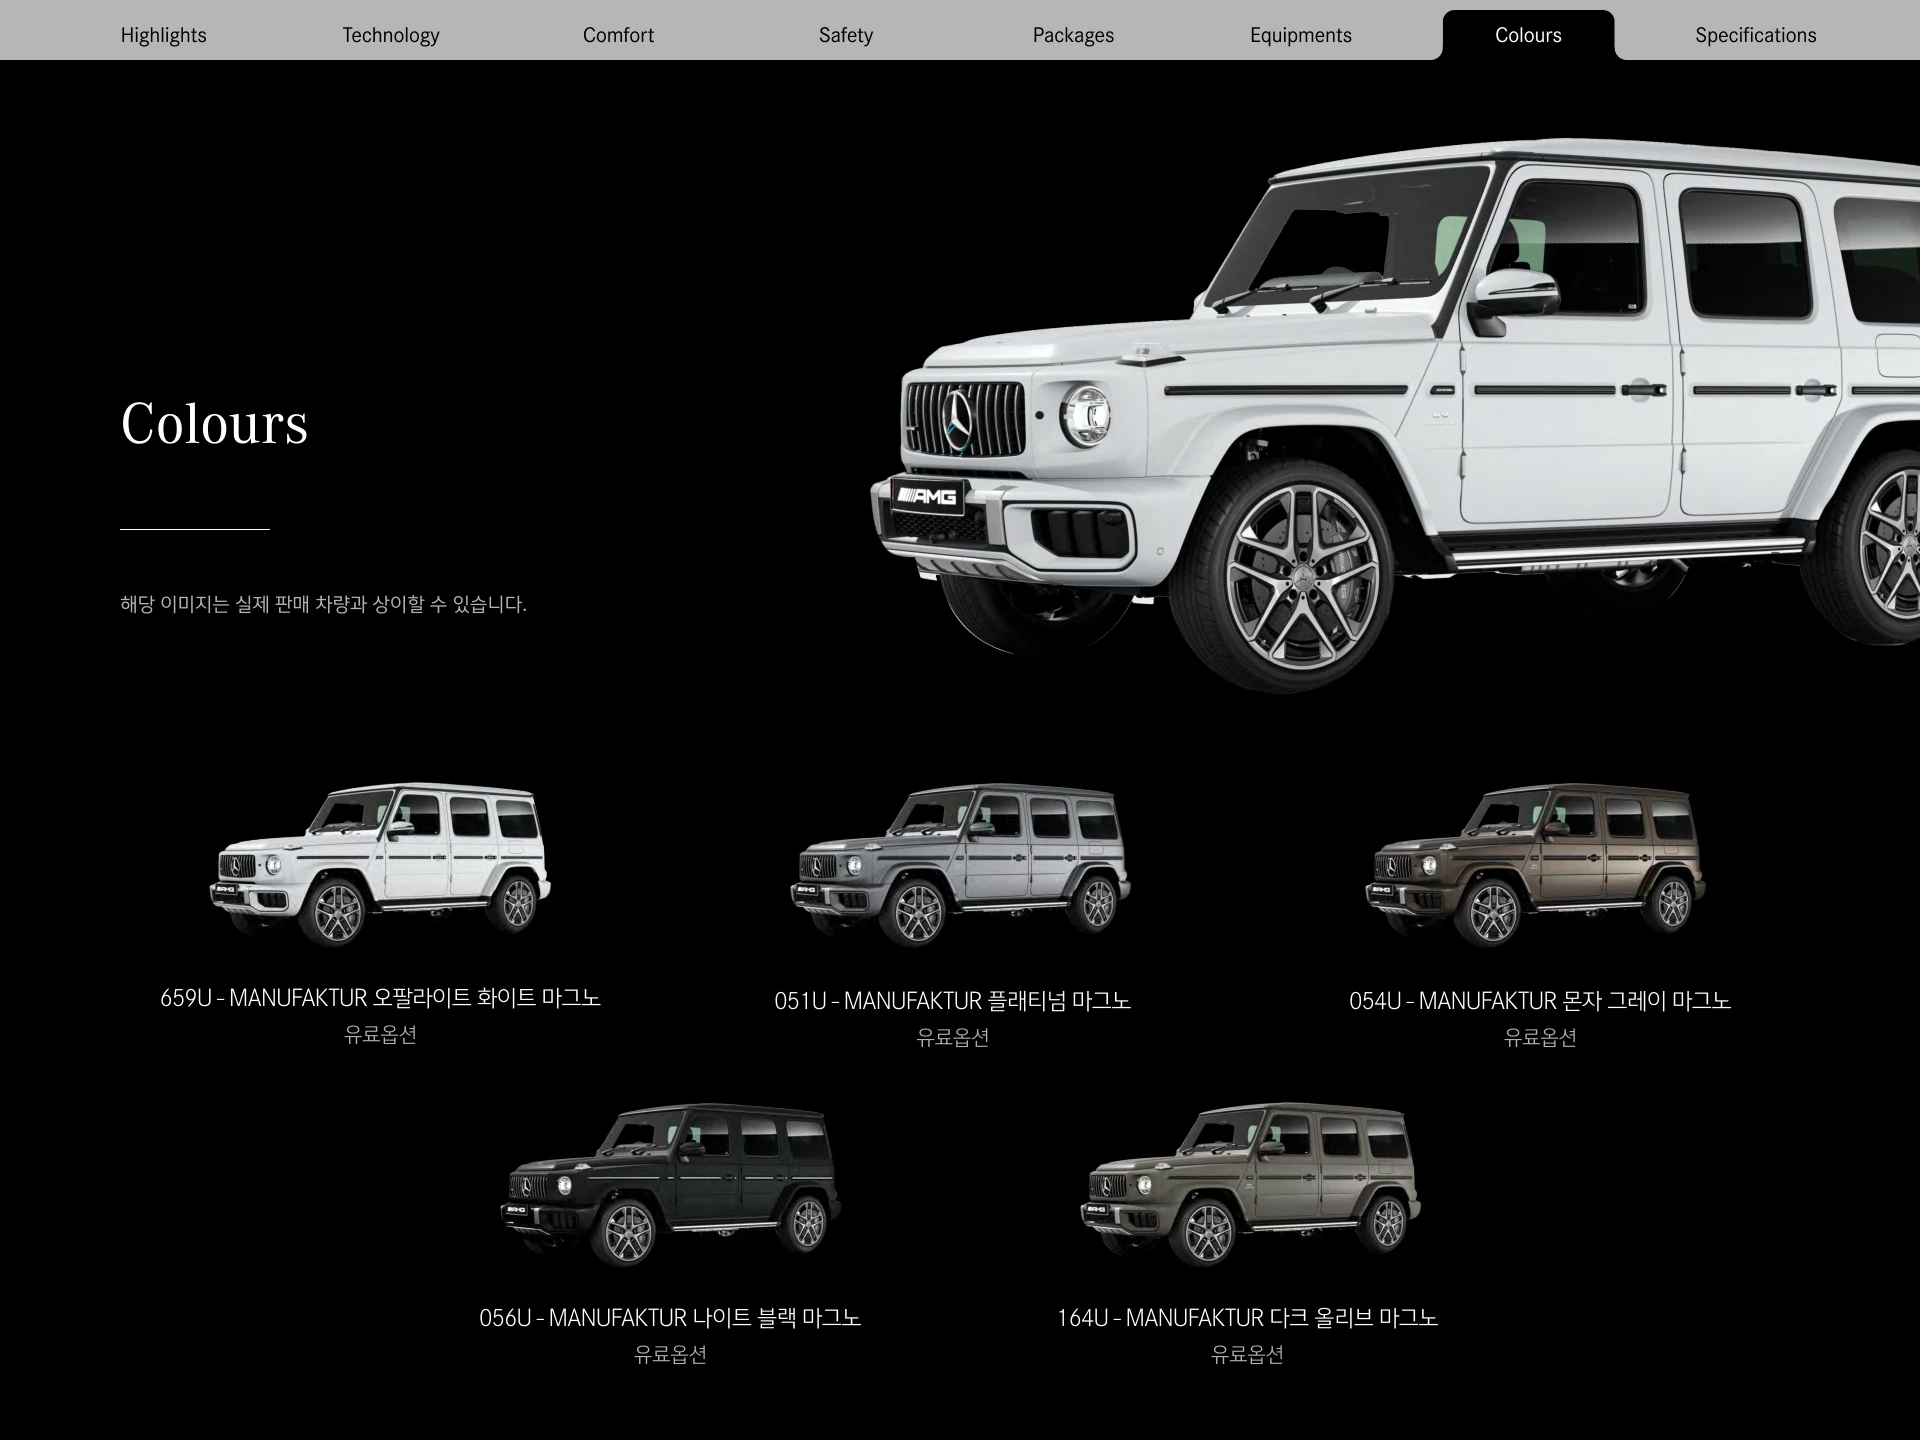 Highlights
Technology
Comfort
Safety
Packages
Equipments
Colours
Specifications
Colours
해당 이미지는 실제 판매 차량과 상이할 수 있습니다.
AMG
659U - MANUFAKTUR 오팔라이트 화이트 마그노
유료옵션
051U - MANUFAKTUR 플래티넘 마그노
유료옵션
054U - MANUFAKTUR 몬자 그레이 마그노
유료옵션
056U - MANUFAKTUR 나이트 블랙 마그노
유료옵션
164U - MANUFAKTUR 다크 올리브 마그노
유료옵션